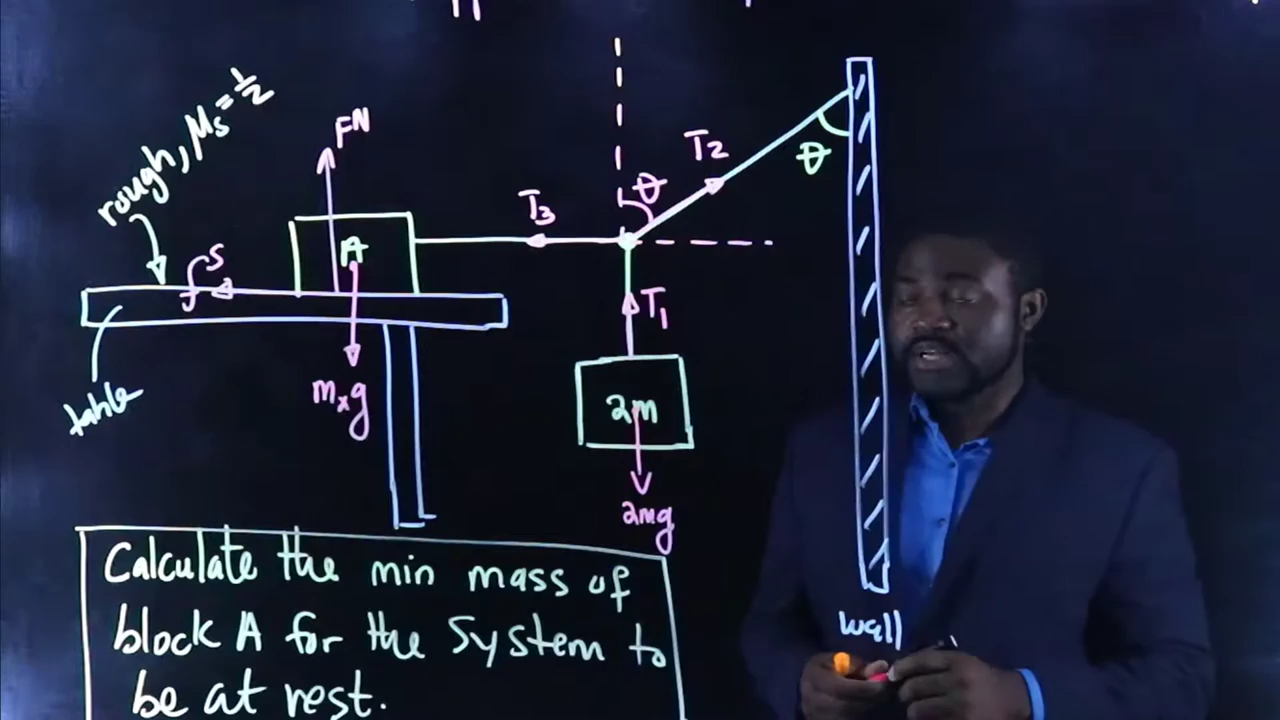 rough, μs = 1/2
FN
A
fs
mxg
table
T3
θ
T2
θ
T1
2m
2mg
wall
Calculate the min mass of
block A for the system to
be at rest.